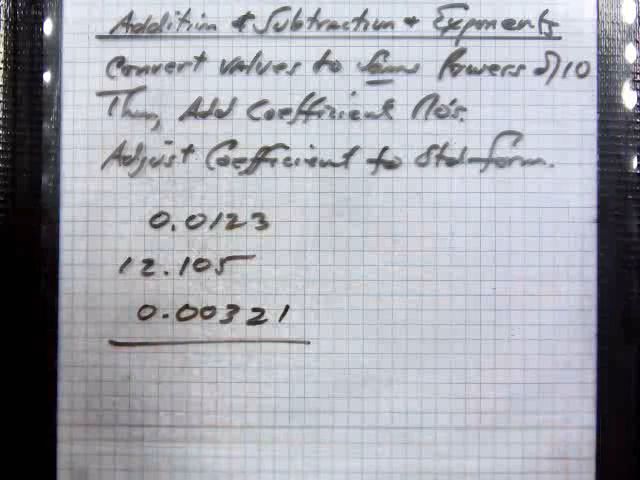 Addition & Subtraction & Exponents
Convert values to same Powers of 10
Then, Add Coefficient No's.
Adjust Coefficient to Std-form.
0.0123
12.105
0.00321